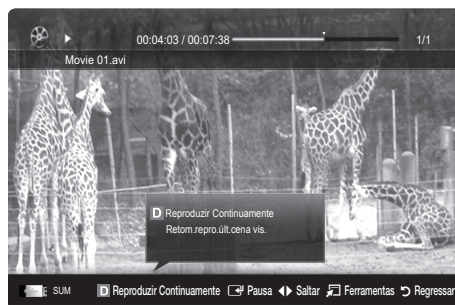 00:04:03 / 00:07:38
1/1
Movie 01.avi
D Reproduzir Continuamente
Retom.repro.últ.cena vis.
SUM
D Reproduzir Continuamente Pausa Saltar Ferramentas Regressar